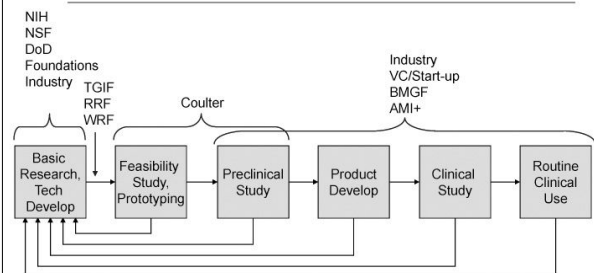 NIH
NSF
DoD
Foundations
Industry
TGIF
RRF
WRF
Coulter
Industry
VC/Start-up
BMGF
AMI+
Basic
Research,
Tech
Develop
Feasibility
Study,
Prototyping
Preclinical
Study
Product
Develop
Clinical
Study
Routine
Clinical
Use